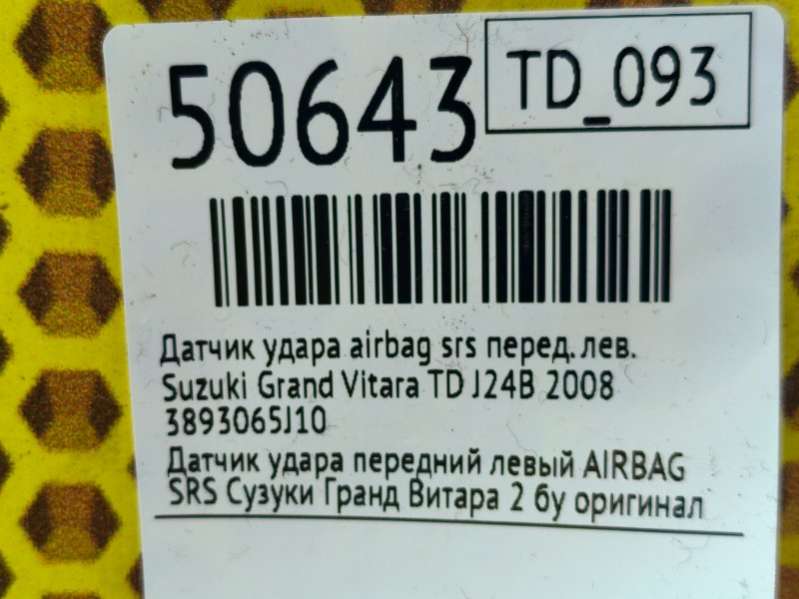 50643
TD_093
Датчик удара airbag srs перед. лев.
Suzuki Grand Vitara TD J24B 2008
3893065J10
Датчик удара передний левый AIRBAG
SRS Сузуки Гранд Витара 2 бу оригинал